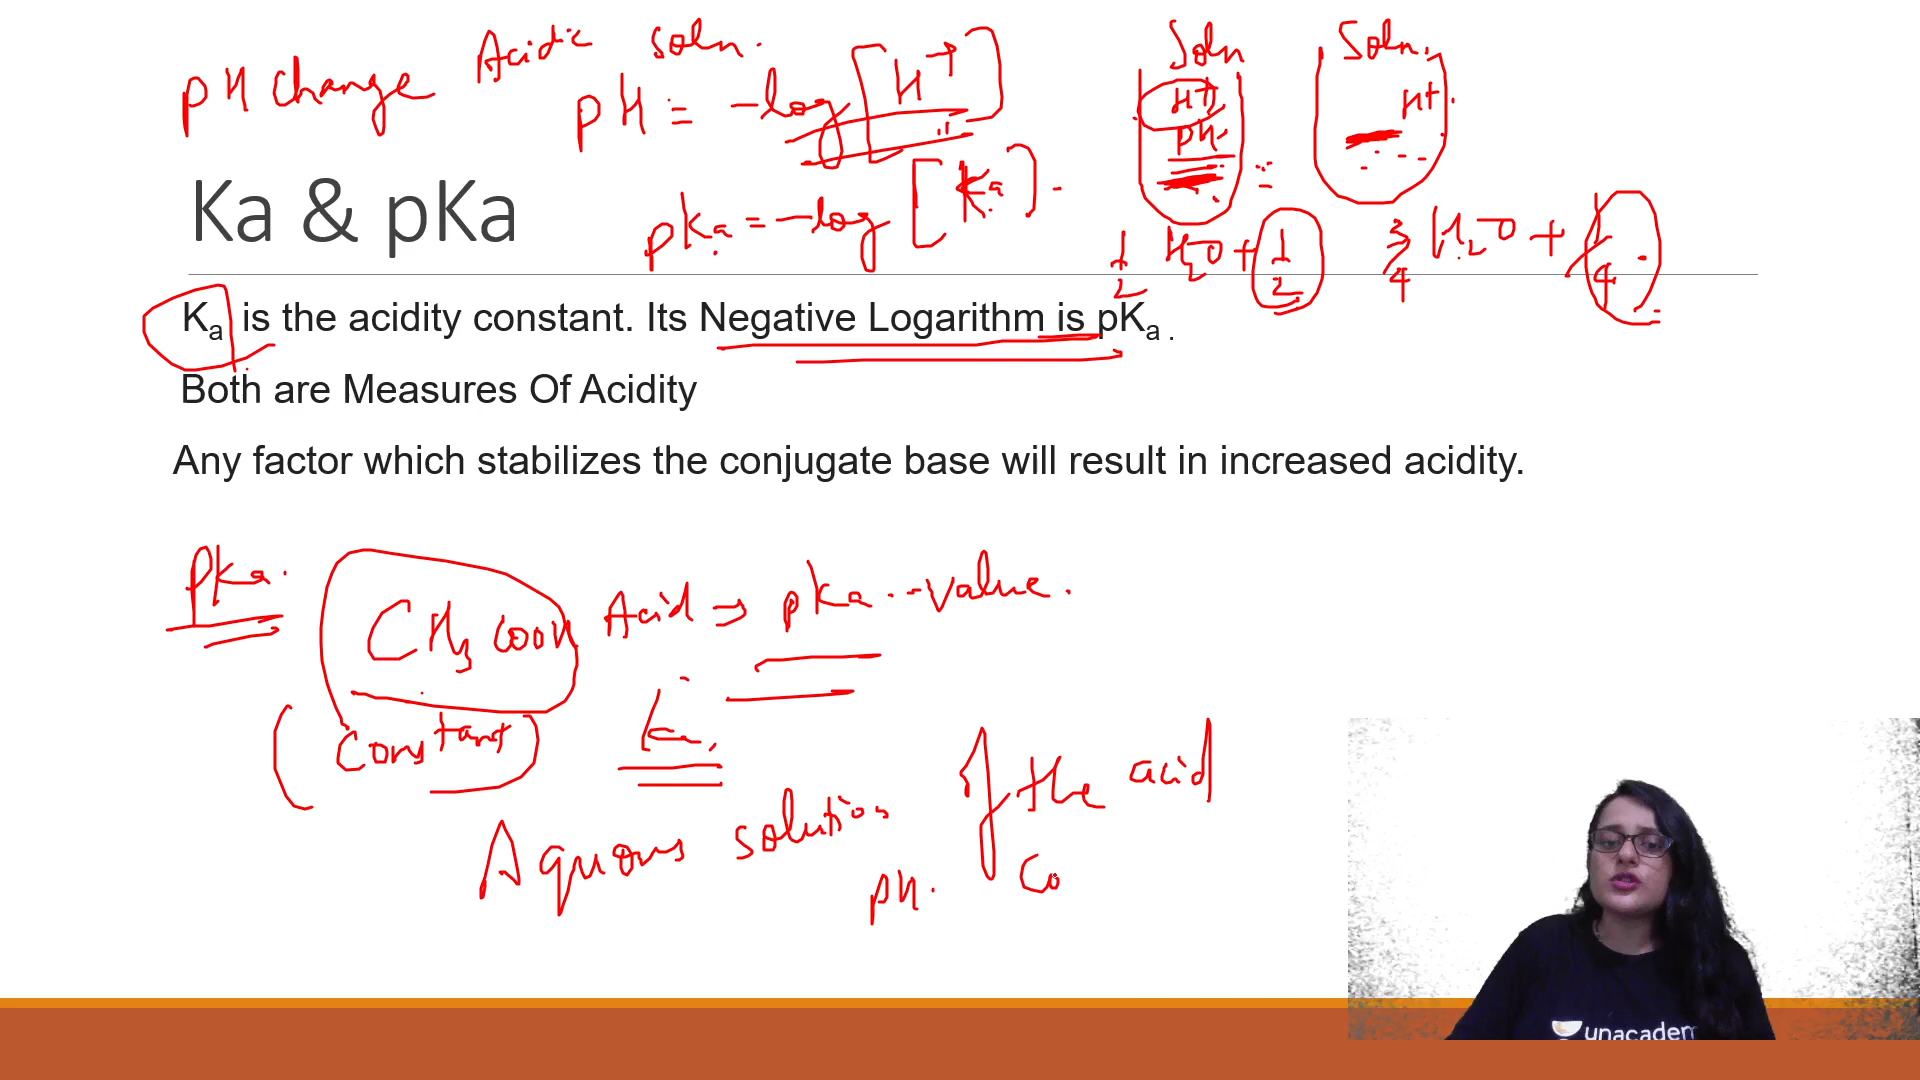 pH change Acidic soln.
pH = -log [H+]
Soln
H+
pH
Soln.
H+
Ka & pKa
pKa = -log [Ka]
1/2 H2O + 1/2
3/4 H2O + 1/4
Ka is the acidity constant. Its Negative Logarithm is pKa .
Both are Measures Of Acidity
Any factor which stabilizes the conjugate base will result in increased acidity.
pKa.
CH3COOH Acid ⇒ pKa - value.
(Constant) Ka
Aquous solution of the acid
pH. Co
unacadem